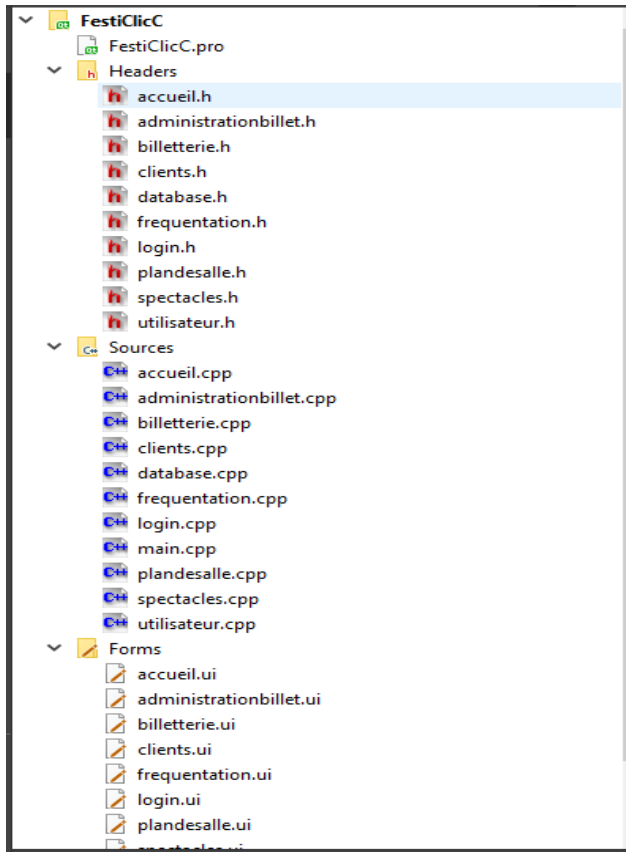 FestiClicC
FestiClicC.pro
Headers
accueil.h
administrationbillet.h
billetterie.h
clients.h
database.h
frequentation.h
login.h
plandesalle.h
spectacles.h
utilisateur.h
Sources
accueil.cpp
administrationbillet.cpp
billetterie.cpp
clients.cpp
database.cpp
frequentation.cpp
login.cpp
main.cpp
plandesalle.cpp
spectacles.cpp
utilisateur.cpp
Forms
accueil.ui
administrationbillet.ui
billetterie.ui
clients.ui
frequentation.ui
login.ui
plandesalle.ui